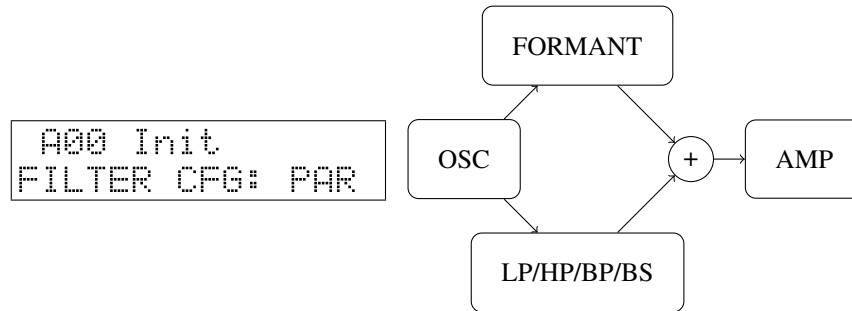 A00 Init
FILTER CFG: PAR
FORMANT
OSC
+
AMP
LP/HP/BP/BS